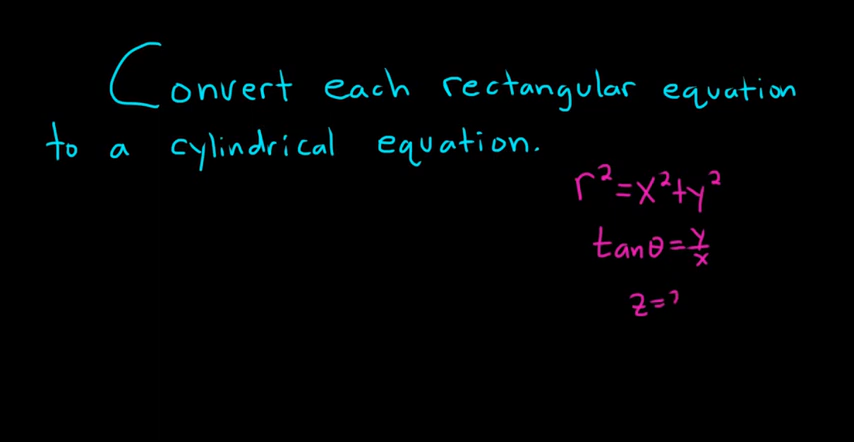 Convert each rectangular equation
to a cylindrical equation.
r²=x²+y²
tanθ=y/x
z=